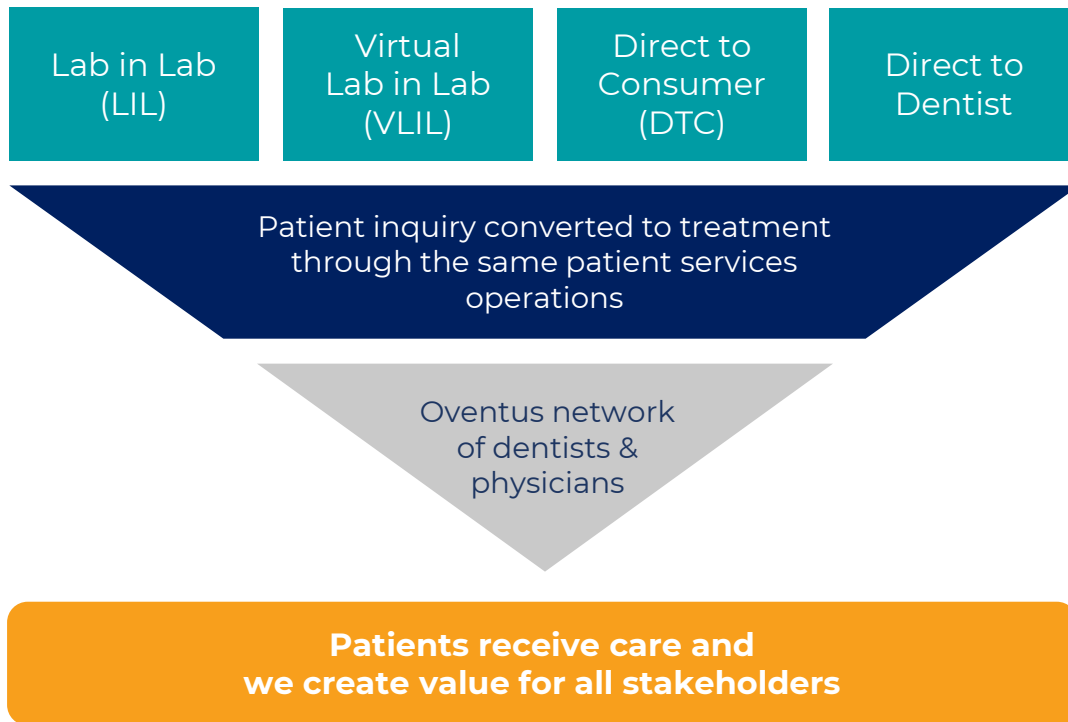 Lab in Lab
(LIL)
Virtual
Lab in Lab
(VLIL)
Direct to
Consumer
(DTC)
Direct to
Dentist
Patient inquiry converted to treatment
through the same patient services
operations
Oventus network
of dentists &
physicians
Patients receive care and
we create value for all stakeholders